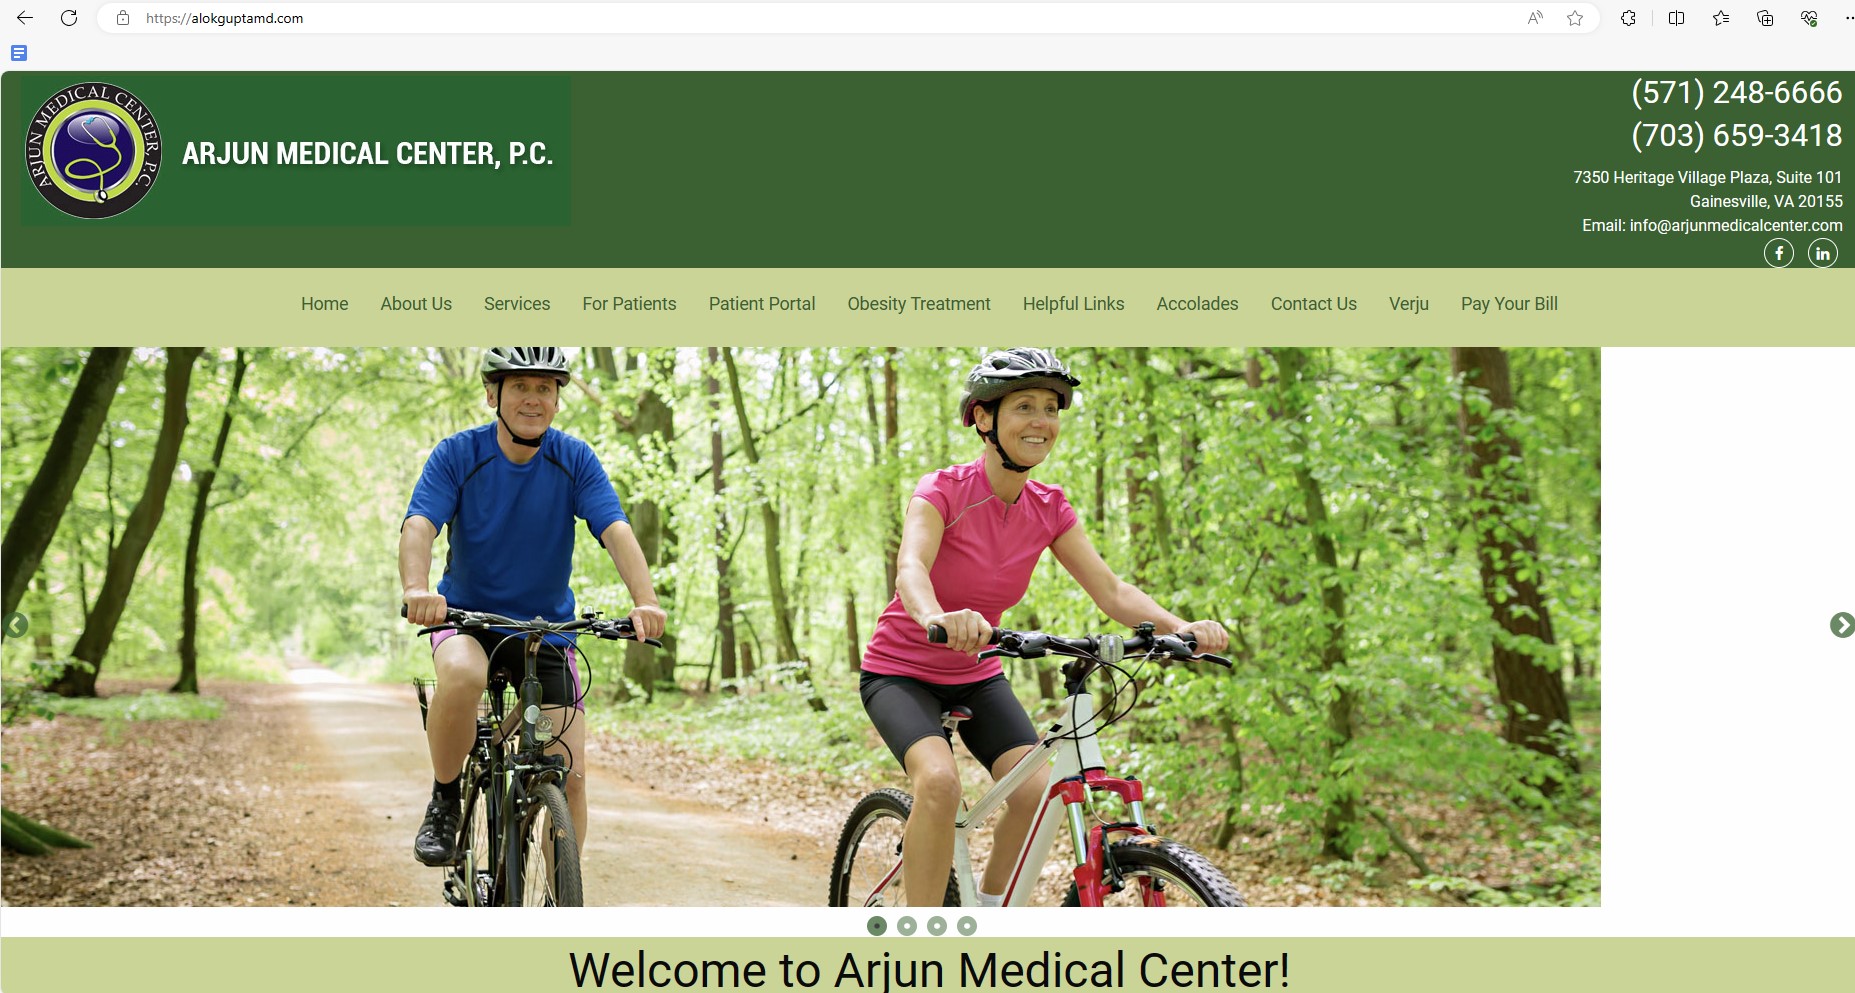 https://alokguptamd.com
ARJUN MEDICAL CENTER, P.C.
ARJUN MEDICAL CENTER, P.C.
(571) 248-6666
(703) 659-3418
7350 Heritage Village Plaza, Suite 101
Gainesville, VA 20155
Email: info@arjunmedicalcenter.com
Home About Us Services For Patients Patient Portal Obesity Treatment Helpful Links Accolades Contact Us Verju Pay Your Bill
Welcome to Arjun Medical Center!